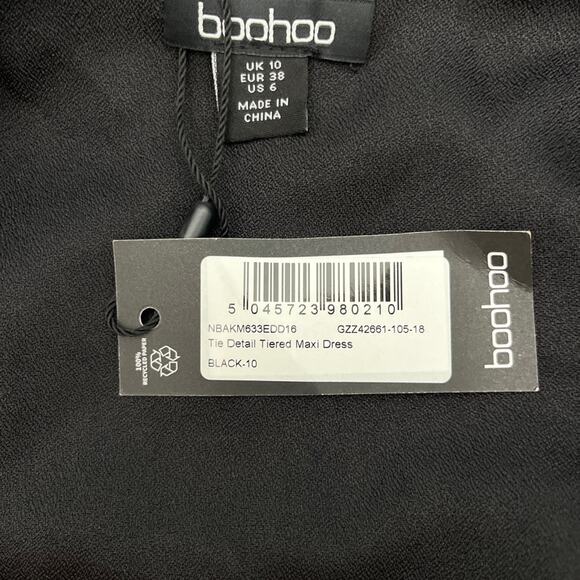 boohoo
UK 10
EUR 38
US 6
MADE IN
CHINA
5 045723 980210
NBAKM633EDD16 GZZ42661-105-18
Tie Detail Tiered Maxi Dress
BLACK-10
100%
RECYCLED PAPER
boohoo